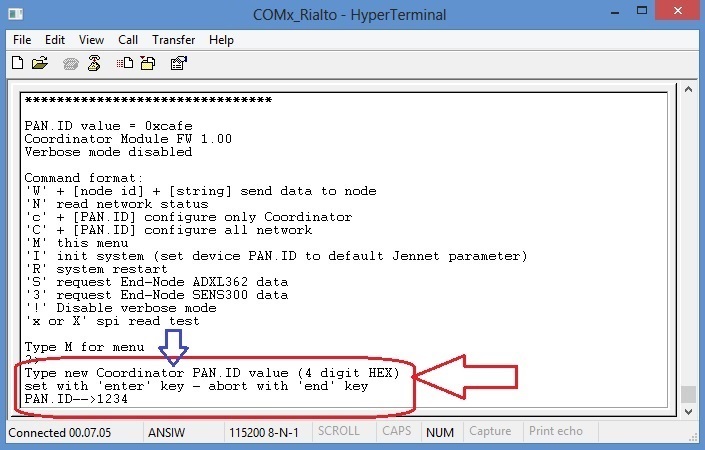 COMx_Rialto - HyperTerminal
File Edit View Call Transfer Help
*******************************
PAN.ID value = 0xcafe
Coordinator Module FW 1.00
Verbose mode disabled
Command format:
'W' + [node id] + [string] send data to node
'N' read network status
'c' + [PAN.ID] configure only Coordinator
'C' + [PAN.ID] configure all network
'M' this menu
'I' init system (set device PAN.ID to default Jennet parameter)
'R' system restart
'S' request End-Node ADXL362 data
'3' request End-Node SENS300 data
'!' Disable verbose mode
'x or X' spi read test
Type M for menu
?>
Type new Coordinator PAN.ID value (4 digit HEX)
set with 'enter' key - abort with 'end' key
PAN.ID-->1234
Connected 00.07.05 ANSIW 115200 8-N-1 SCROLL CAPS NUM Capture Print echo